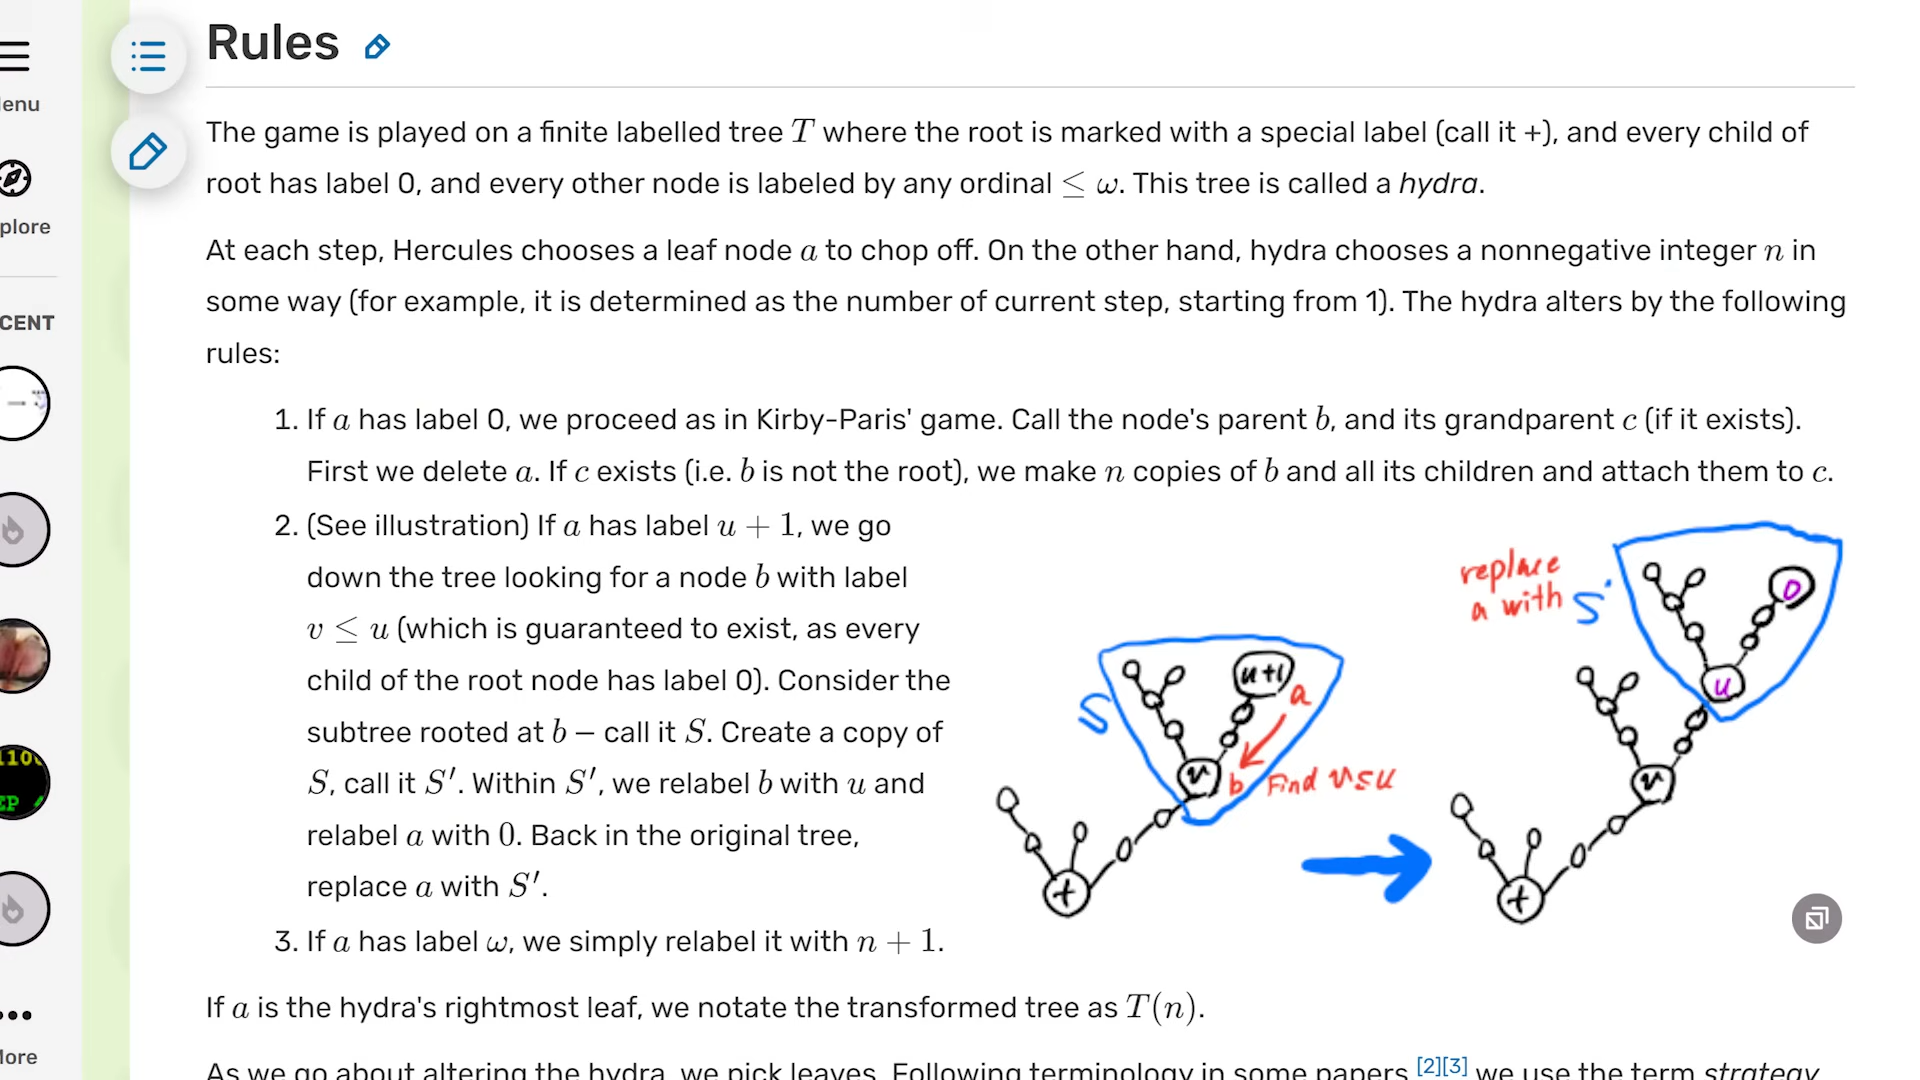 Rules
enu
plore
CENT
ore
The game is played on a finite labelled tree T where the root is marked with a special label (call it +), and every child of
root has label 0, and every other node is labeled by any ordinal ≤ ω. This tree is called a hydra.
At each step, Hercules chooses a leaf node a to chop off. On the other hand, hydra chooses a nonnegative integer n in
some way (for example, it is determined as the number of current step, starting from 1). The hydra alters by the following
rules:
1. If a has label 0, we proceed as in Kirby-Paris' game. Call the node's parent b, and its grandparent c (if it exists).
First we delete a. If c exists (i.e. b is not the root), we make n copies of b and all its children and attach them to c.
2. (See illustration) If a has label u + 1, we go
down the tree looking for a node b with label
v ≤ u (which is guaranteed to exist, as every
child of the root node has label 0). Consider the
subtree rooted at b – call it S. Create a copy of
S, call it S′. Within S′, we relabel b with u and
relabel a with 0. Back in the original tree,
replace a with S′.
S
u+1
a
v
b
Find v≤u
+
replace
a with S'
0
u
v
+
3. If a has label ω, we simply relabel it with n + 1.
If a is the hydra's rightmost leaf, we notate the transformed tree as T(n).
As we go about altering the hydra, we pick leaves. Following terminology in some papers [2][3] we use the term strategy